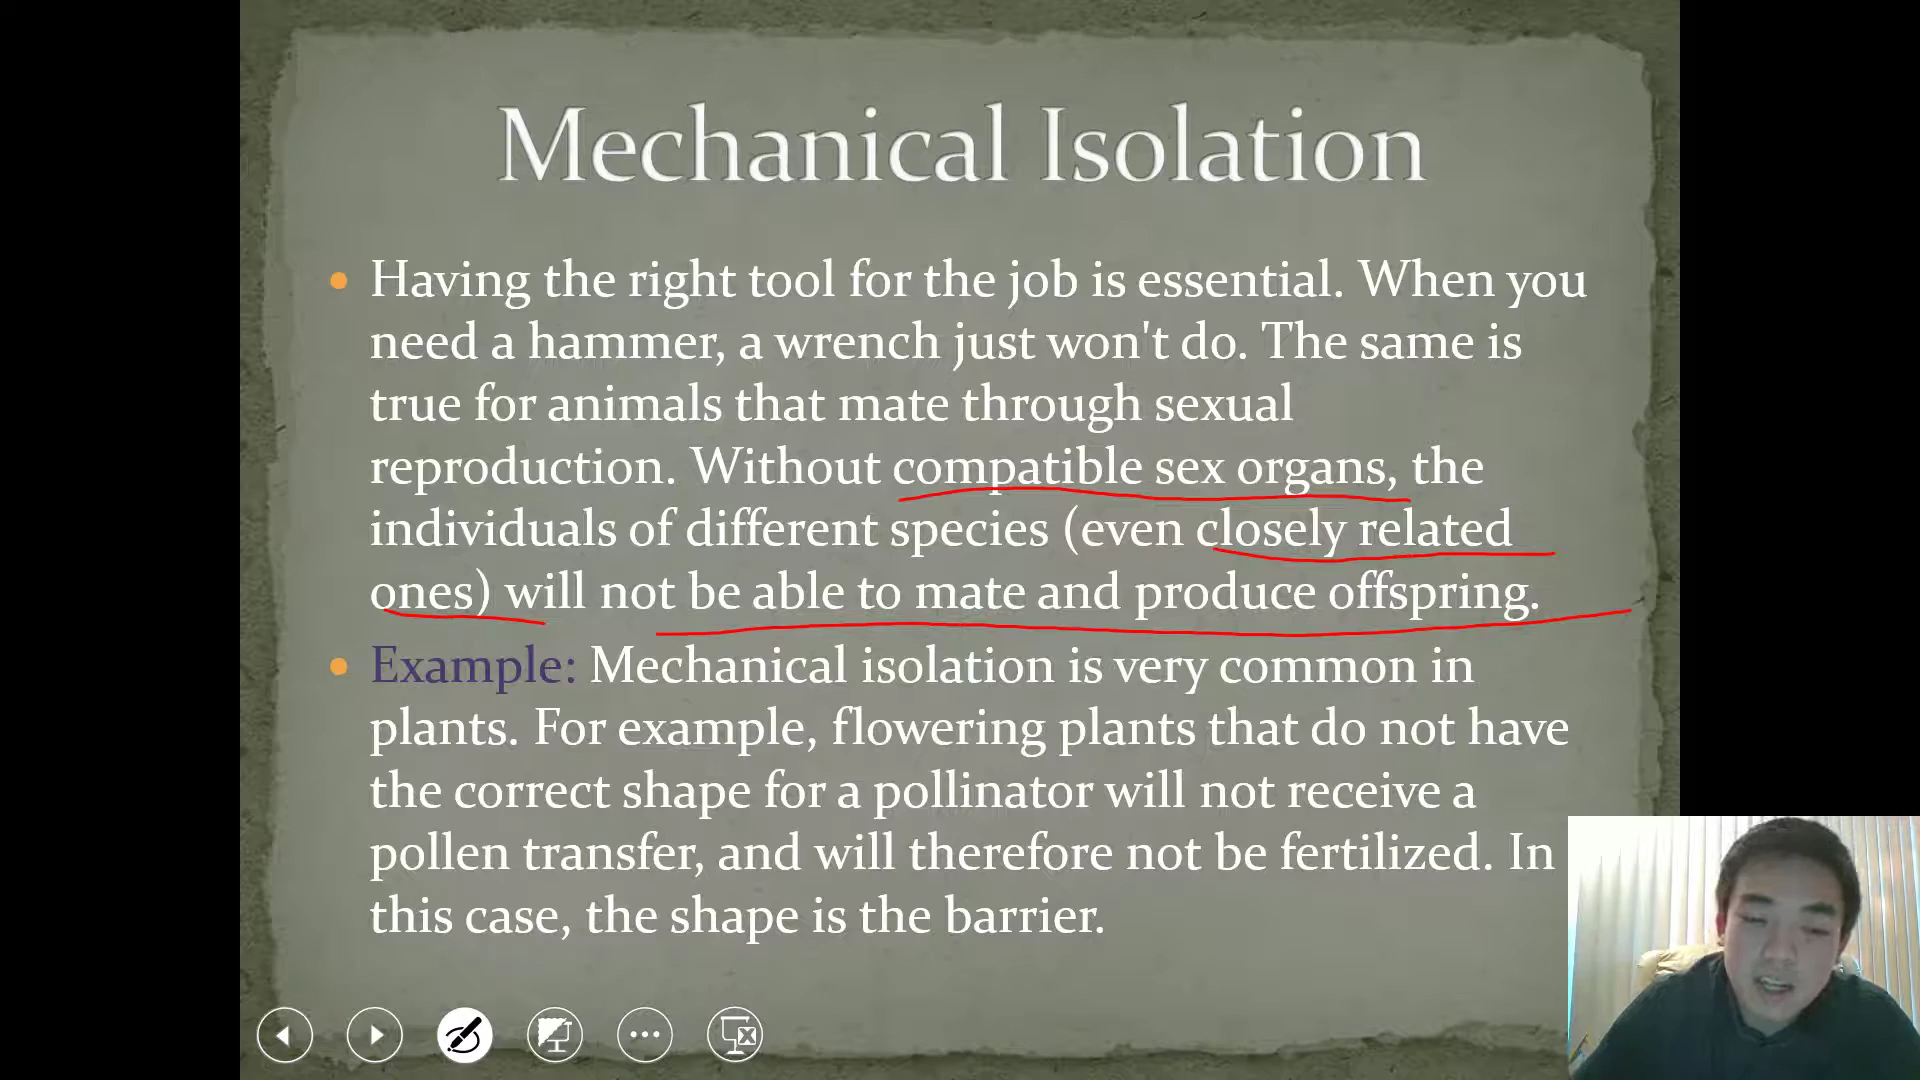 Mechanical Isolation
Having the right tool for the job is essential. When you
need a hammer, a wrench just won't do. The same is
true for animals that mate through sexual
reproduction. Without compatible sex organs, the
individuals of different species (even closely related
ones) will not be able to mate and produce offspring.
Example: Mechanical isolation is very common in
plants. For example, flowering plants that do not have
the correct shape for a pollinator will not receive a
pollen transfer, and will therefore not be fertilized. In
this case, the shape is the barrier.